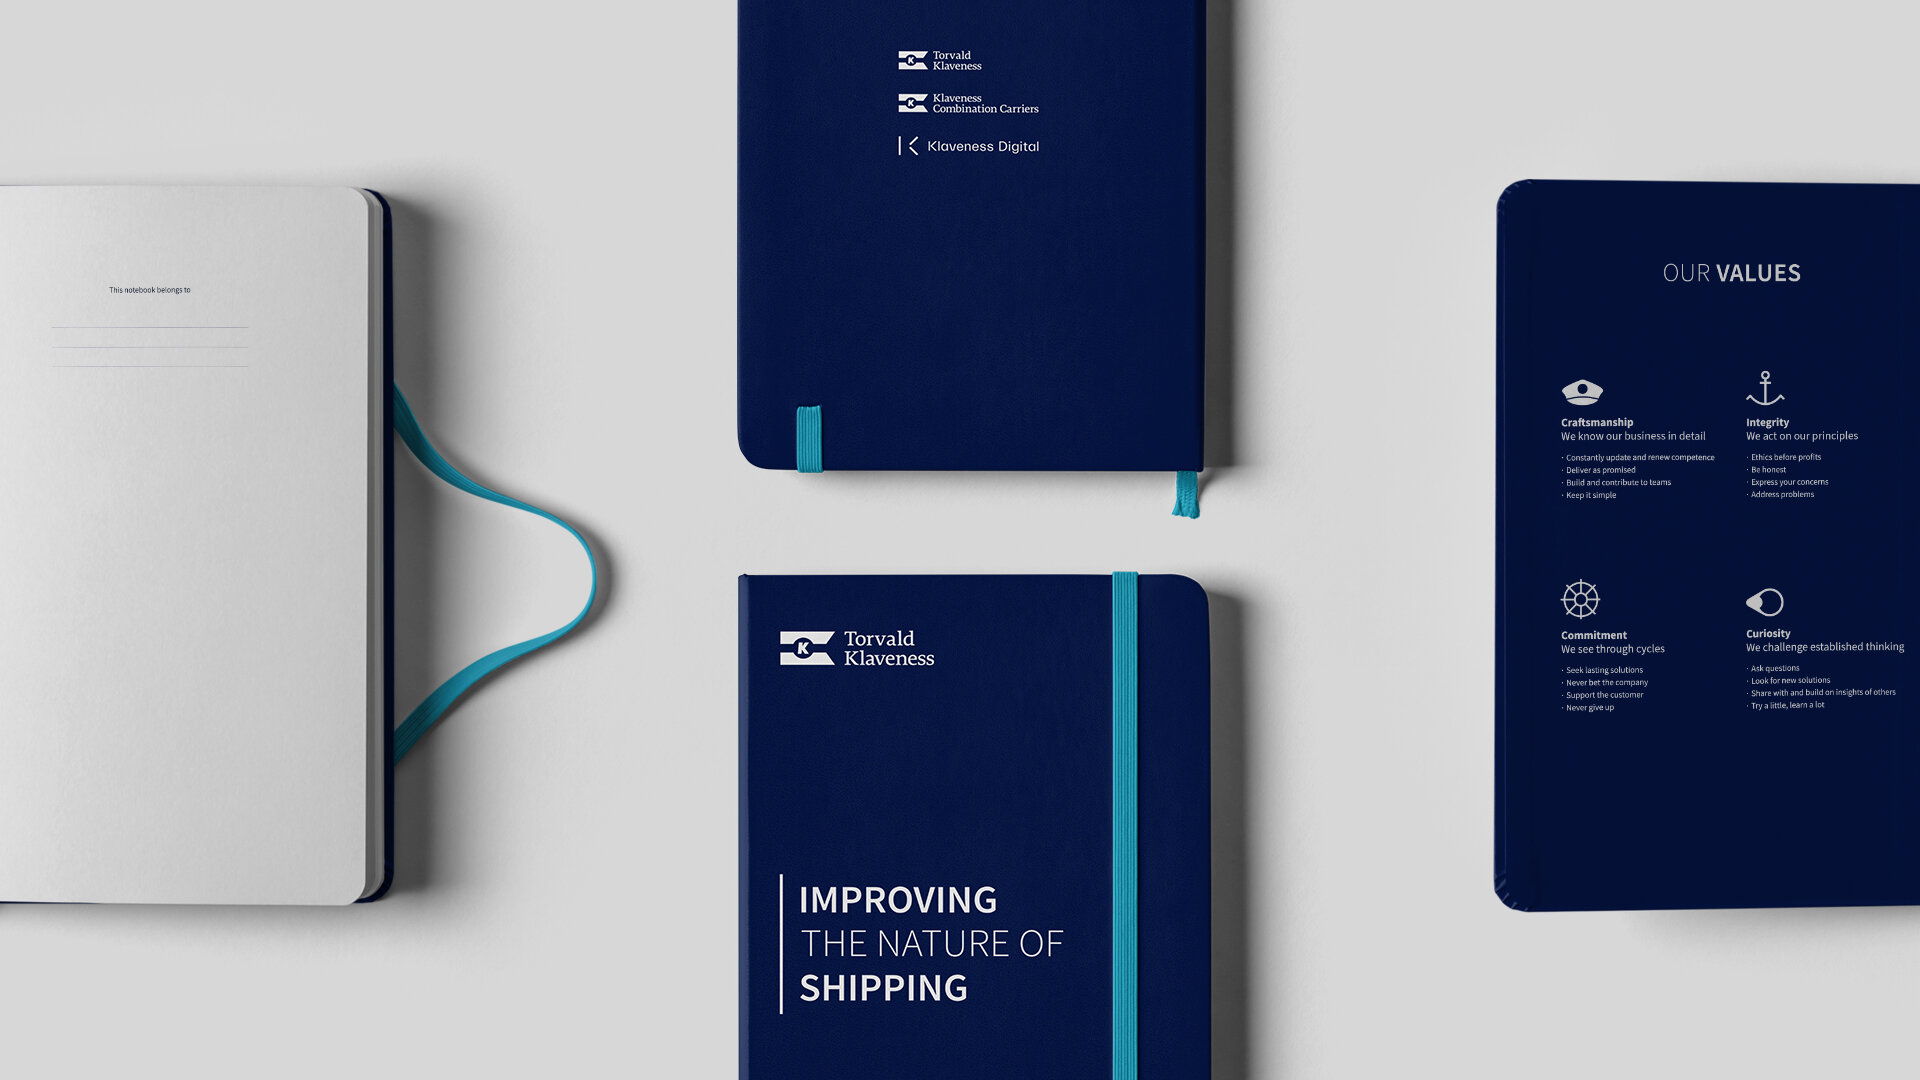 This notebook belongs to
Torvald
Klaveness
Klaveness
Combination Carriers
Klaveness Digital
K Torvald
Klaveness
IMPROVING
THE NATURE OF
SHIPPING
OUR VALUES
Craftsmanship
We know our business in detail
· Constantly update and renew competence
· Deliver as promised
· Build and contribute to teams
· Keep it simple
Integrity
We act on our principles
· Ethics before profits
· Be honest
· Express your concerns
· Address problems
Commitment
We see through cycles
· Seek lasting solutions
· Never bet the company
· Support the customer
· Never give up
Curiosity
We challenge established thinking
· Ask questions
· Look for new solutions
· Share with and build on insights of others
· Try a little, learn a lot